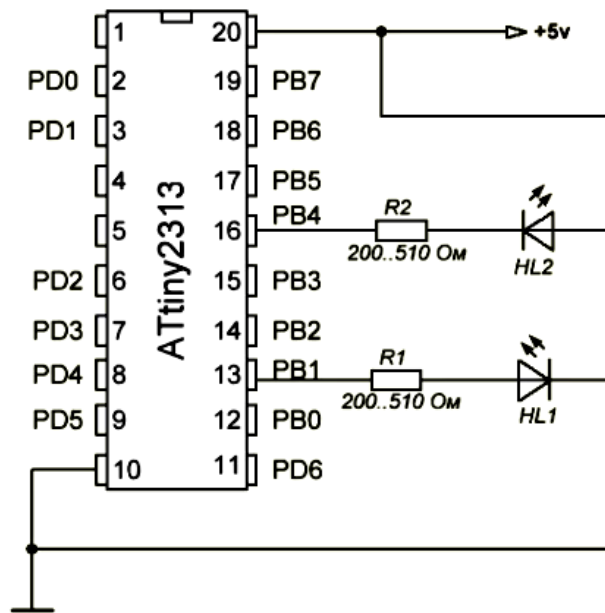 1 20 +5v
PD0 2 19 PB7
PD1 3 18 PB6
4 17 PB5
5 16 PB4 R2
200..510 Ом HL2
ATtiny2313
PD2 6 15 PB3
PD3 7 14 PB2
PD4 8 13 PB1 R1
200..510 Ом HL1
PD5 9 12 PB0
10 11 PD6